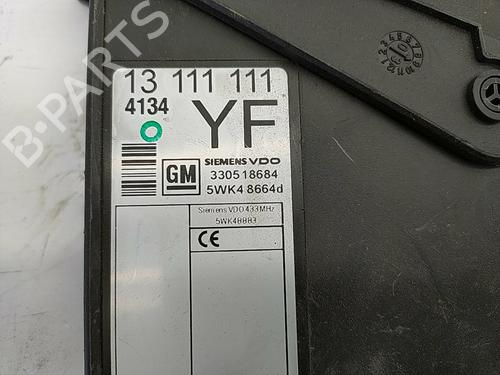 13 111 111
4134
YF
GM
SIEMENS VDO
330518684
5WK4 8664d
Siemens VDO 433MHz
5WK48883
CE
B-PARTS